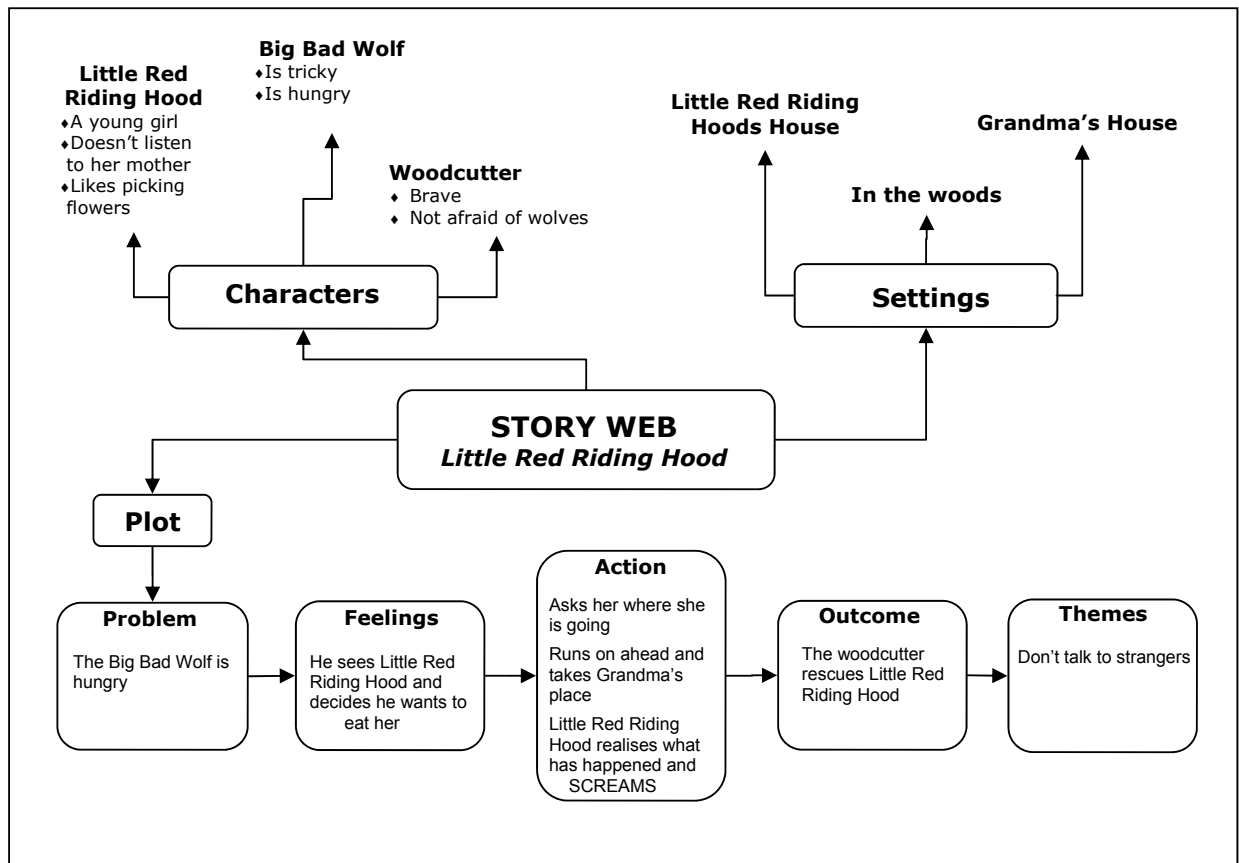 Little Red
Riding Hood
♦A young girl
♦Doesn't listen
to her mother
♦Likes picking
flowers
Big Bad Wolf
♦Is tricky
♦Is hungry
Woodcutter
♦ Brave
♦ Not afraid of wolves
Characters
Little Red Riding
Hoods House
In the woods
Grandma's House
Settings
STORY WEB
Little Red Riding Hood
Plot
Problem
The Big Bad Wolf is
hungry
Feelings
He sees Little Red
Riding Hood and
decides he wants to
eat her
Action
Asks her where she
is going
Runs on ahead and
takes Grandma's
place
Little Red Riding
Hood realises what
has happened and
SCREAMS
Outcome
The woodcutter
rescues Little Red
Riding Hood
Themes
Don't talk to strangers